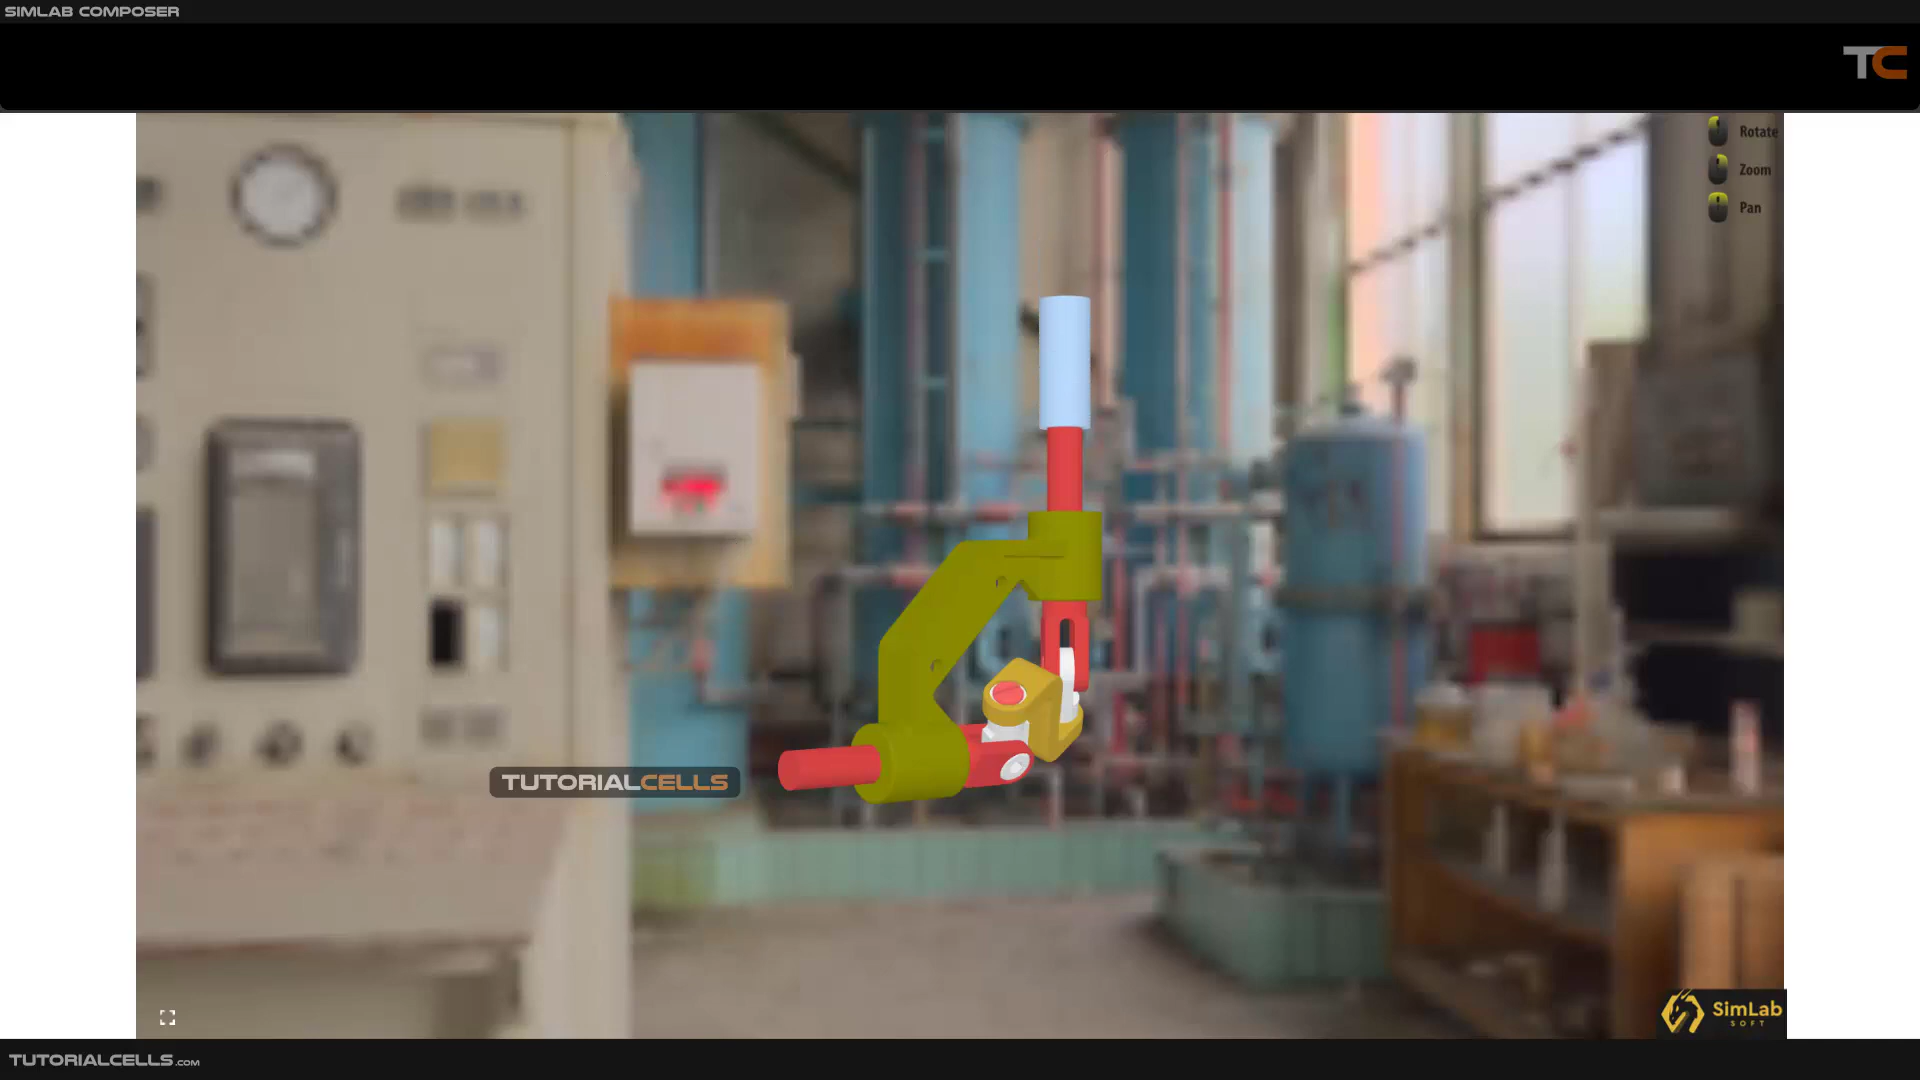 SIMLAB COMPOSER
TC
Rotate
Zoom
Pan
TUTORIALCELLS
SimLab
SOFT
TUTORIALCELLS.COM